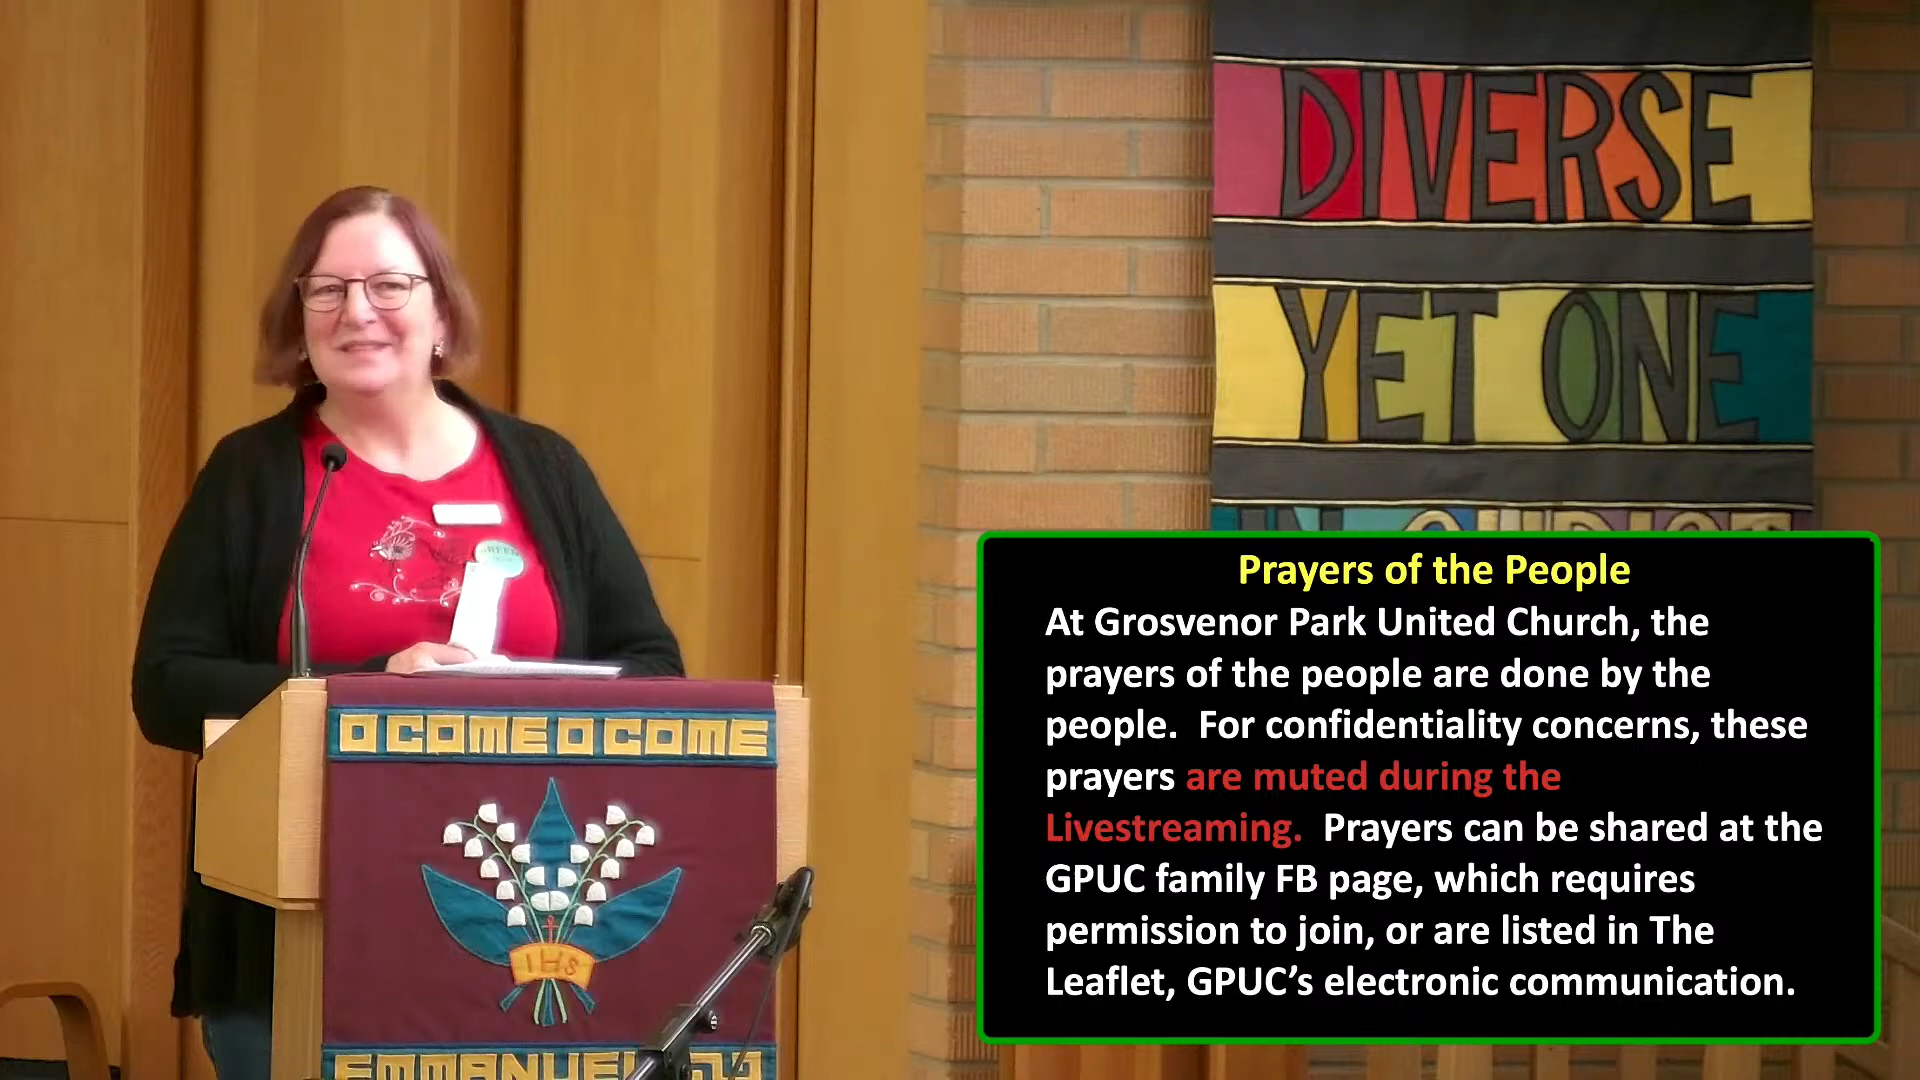 DIVERSE
YET ONE
O COME O COME
IHS
EMMANUEL
Prayers of the People
At Grosvenor Park United Church, the
prayers of the people are done by the
people.  For confidentiality concerns, these
prayers are muted during the
Livestreaming.  Prayers can be shared at the
GPUC family FB page, which requires
permission to join, or are listed in The
Leaflet, GPUC’s electronic communication.